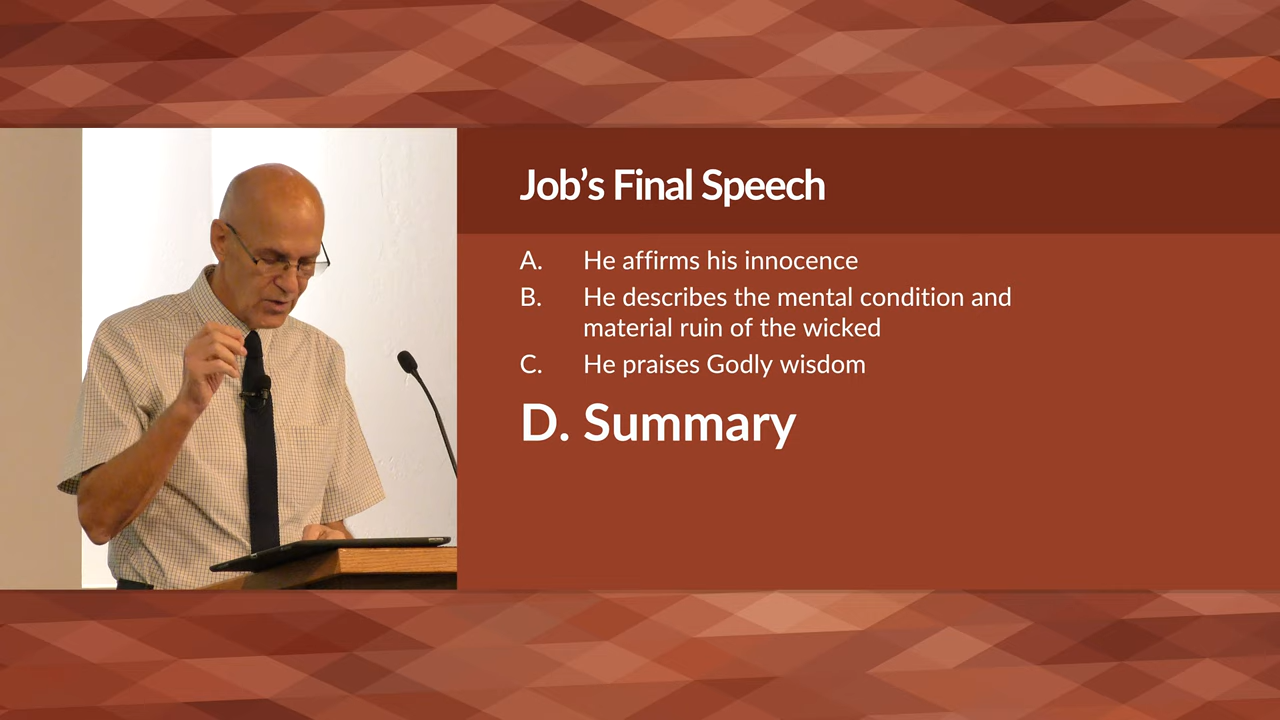 Job’s Final Speech
A. He affirms his innocence
B. He describes the mental condition and
material ruin of the wicked
C. He praises Godly wisdom
D. Summary